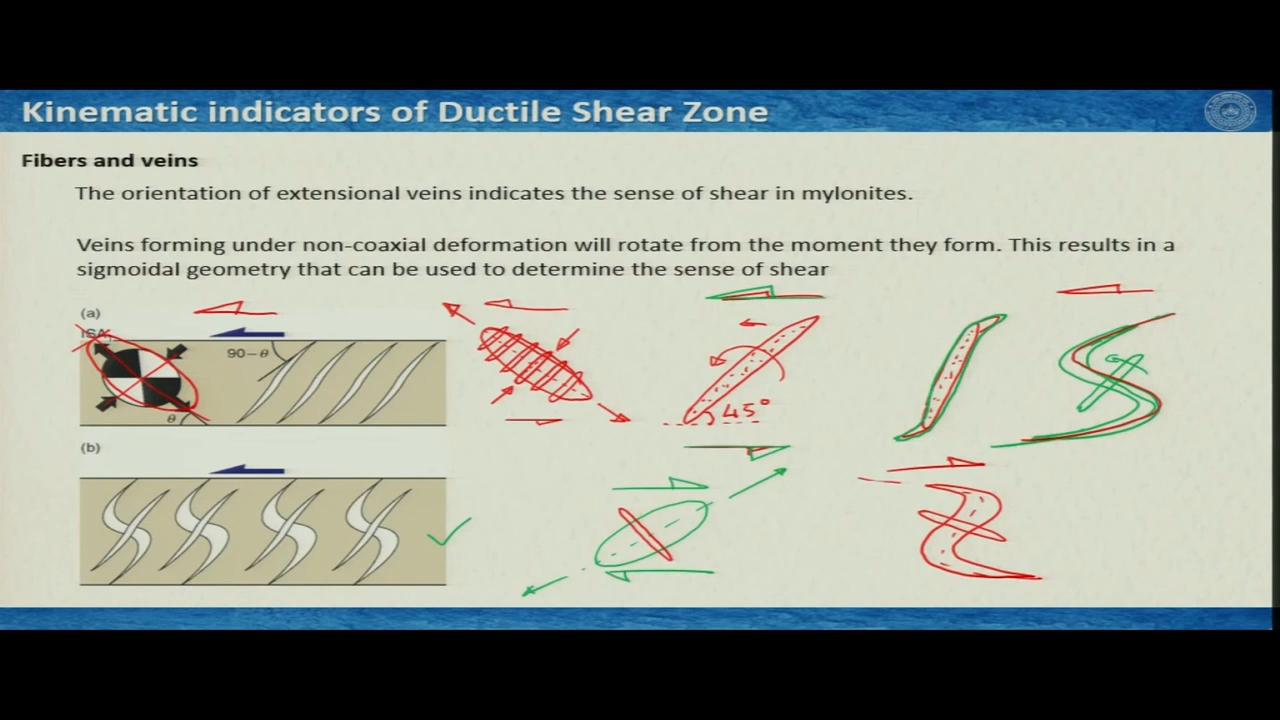 Kinematic indicators of Ductile Shear Zone
Fibers and veins
The orientation of extensional veins indicates the sense of shear in mylonites.
Veins forming under non-coaxial deformation will rotate from the moment they form. This results in a
sigmoidal geometry that can be used to determine the sense of shear
(a)
ISA₁
90–θ
θ
45°
(b)